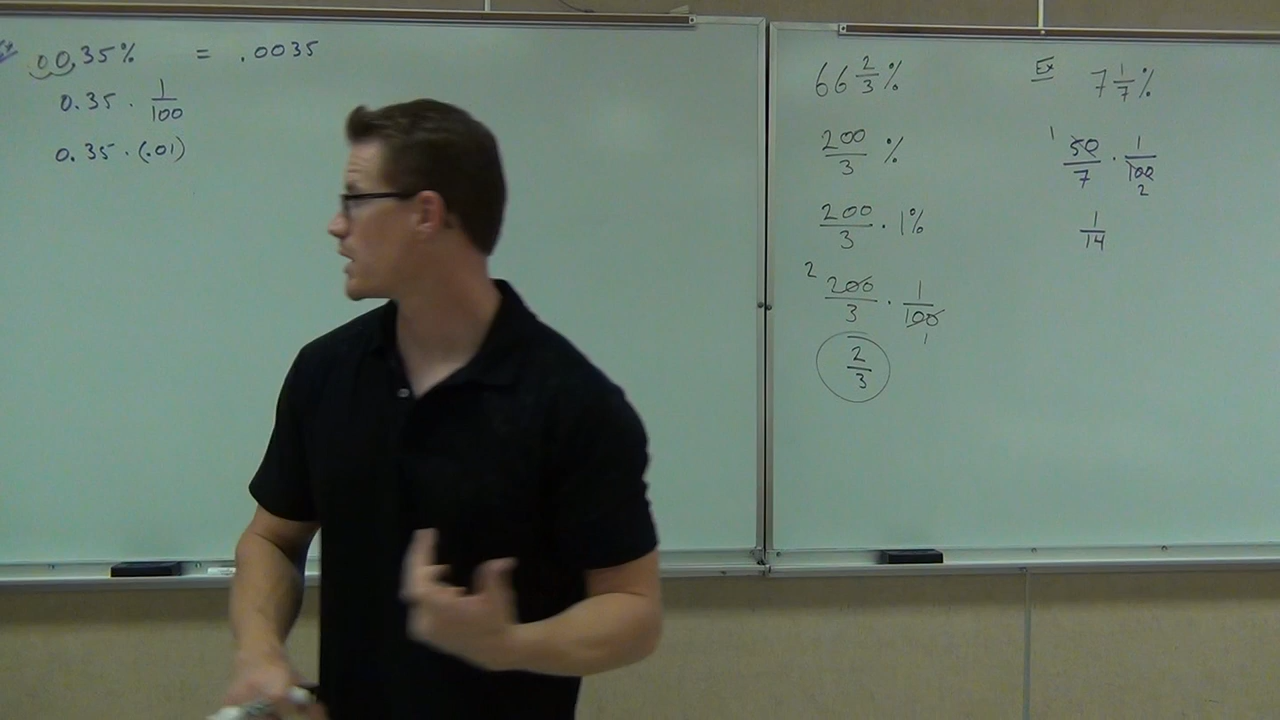 Ex 00.35% = .0035
0.35 · 1/100
0.35 · (.01)
66 2/3 %
200/3 %
200/3 · 1%
2 200/3 · 1/100 1
2/3
Ex 7 1/7 %
1 50/7 · 1/100 2
1/14